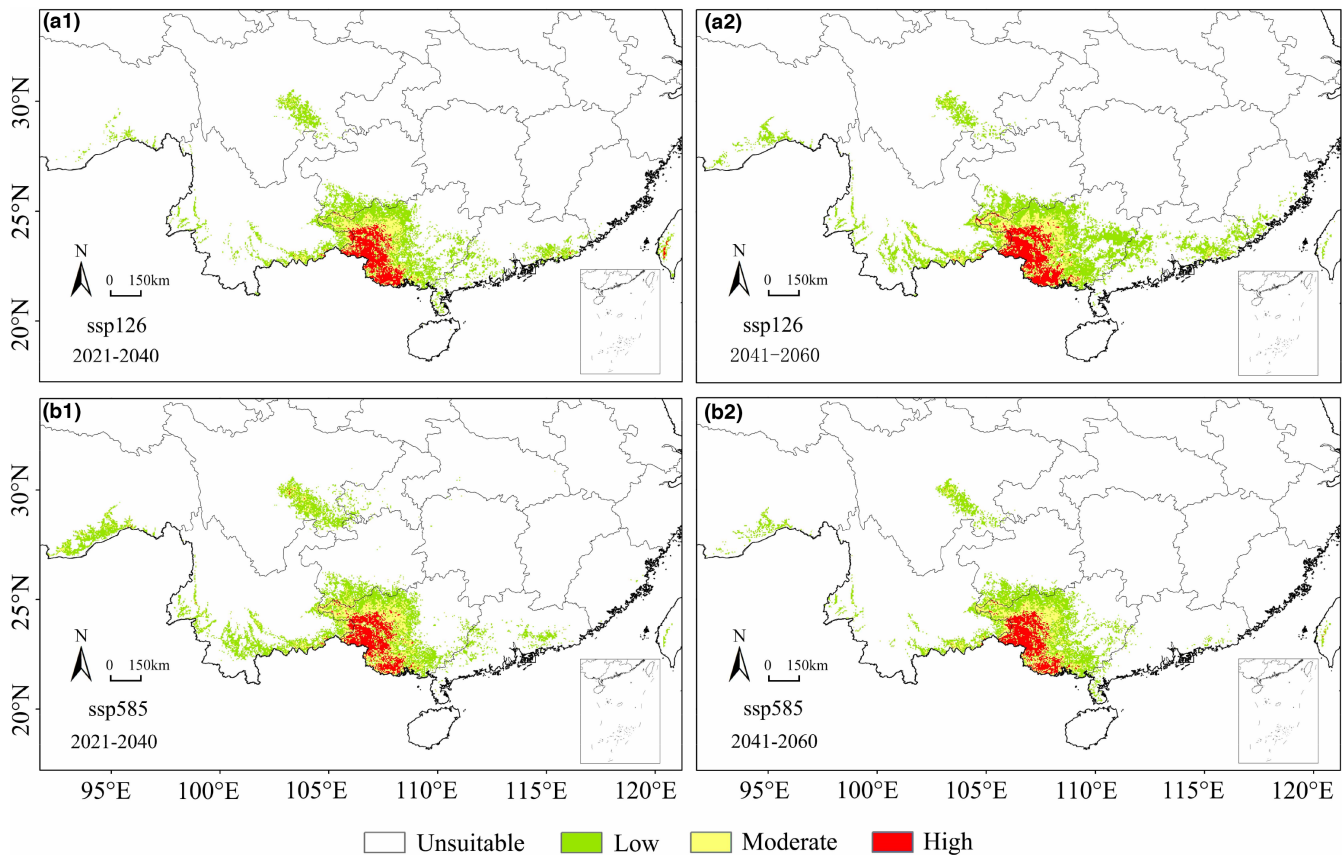 (a1)
(a2)
30°N
25°N
20°N
N
0 150km
ssp126
2021-2040
N
0 150km
ssp126
2041-2060
(b1)
(b2)
30°N
25°N
20°N
N
0 150km
ssp585
2021-2040
N
0 150km
ssp585
2041-2060
95°E 100°E 105°E 110°E 115°E 120°E
95°E 100°E 105°E 110°E 115°E 120°E
Unsuitable Low Moderate High